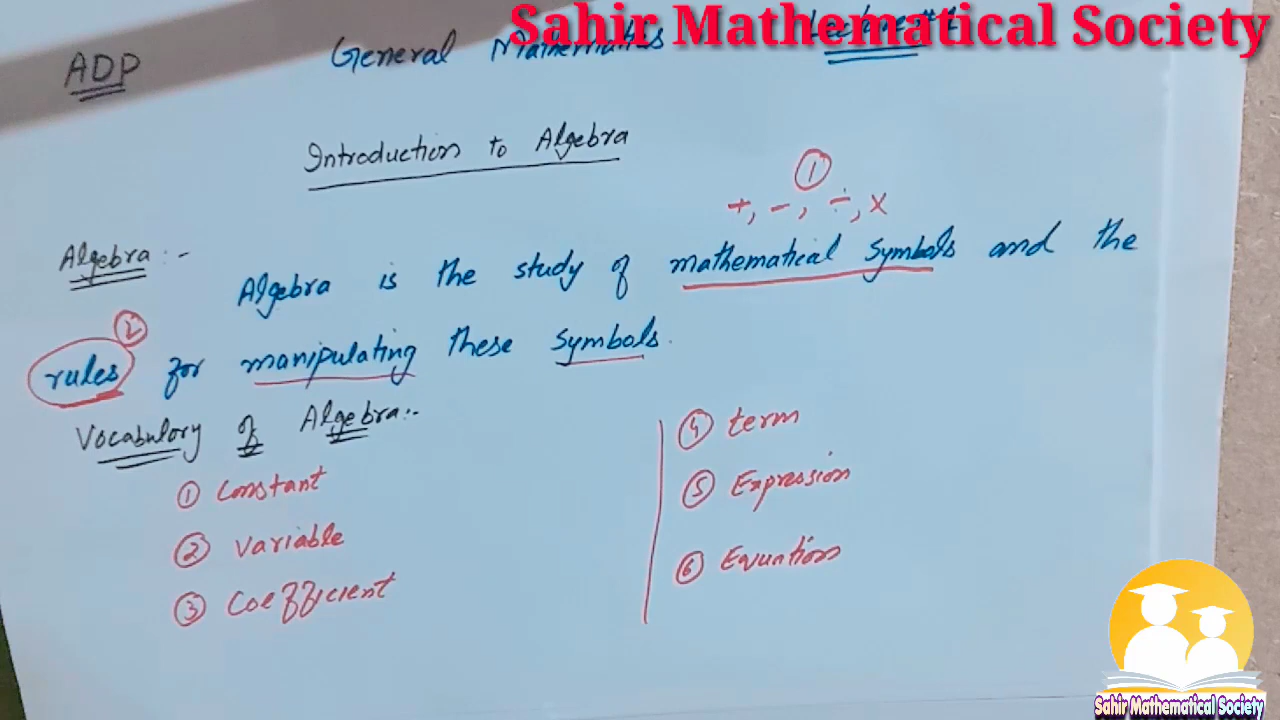 Sahir Mathematical Society
ADP
General Mathematics
Introduction to Algebra
①
+, -, ÷, ×
Algebra :-
Algebra is the study of mathematical symbols and the
②
rules for manipulating these symbols.
Vocabulory of Algebra:-
① Constant
② Variable
③ Coefficient
④ term
⑤ Expression
⑥ Equation
Sahir Mathematical Society